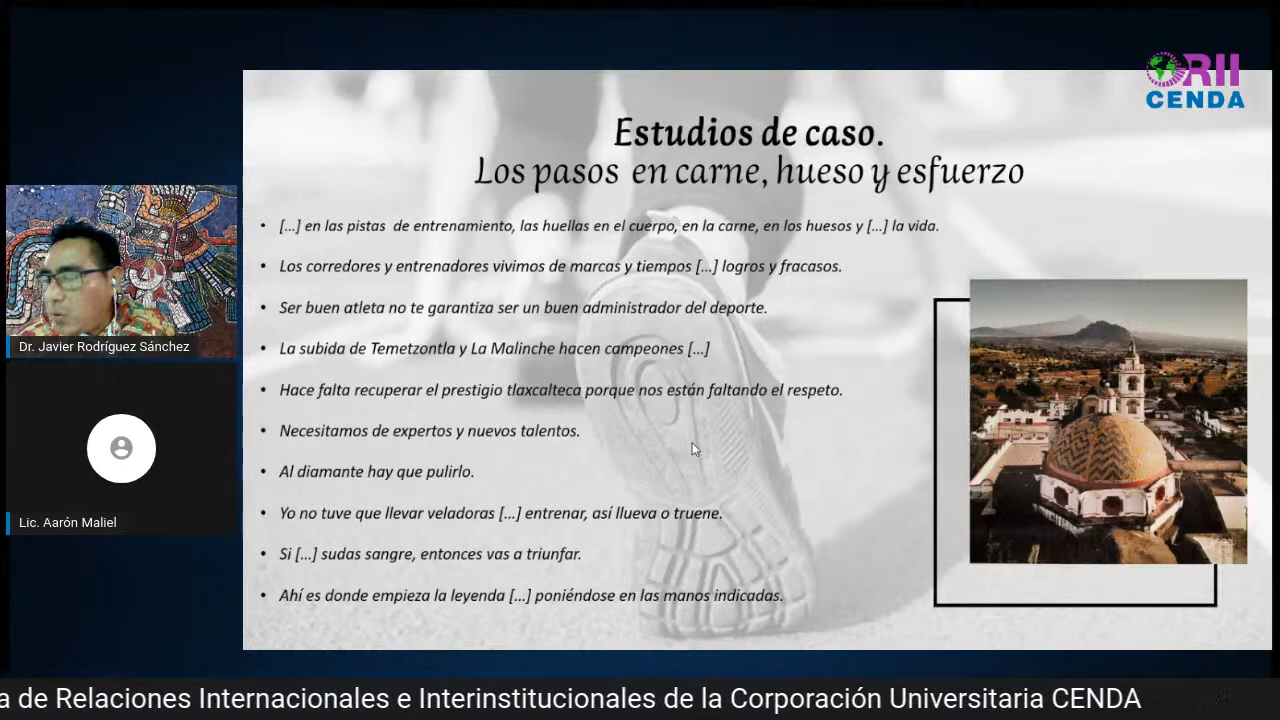 ORII
CENDA
Estudios de caso.
Los pasos en carne, hueso y esfuerzo
• [...] en las pistas de entrenamiento, las huellas en el cuerpo, en la carne, en los huesos y [...] la vida.
• Los corredores y entrenadores vivimos de marcas y tiempos [...] logros y fracasos.
• Ser buen atleta no te garantiza ser un buen administrador del deporte.
• La subida de Temetzontla y La Malinche hacen campeones [...]
• Hace falta recuperar el prestigio tlaxcalteca porque nos están faltando el respeto.
• Necesitamos de expertos y nuevos talentos.
• Al diamante hay que pulirlo.
• Yo no tuve que llevar veladoras [...] entrenar, así llueva o truene.
• Si [...] sudas sangre, entonces vas a triunfar.
• Ahí es donde empieza la leyenda [...] poniéndose en las manos indicadas.
Dr. Javier Rodríguez Sánchez
Lic. Aarón Maliel
a de Relaciones Internacionales e Interinstitucionales de la Corporación Universitaria CENDA